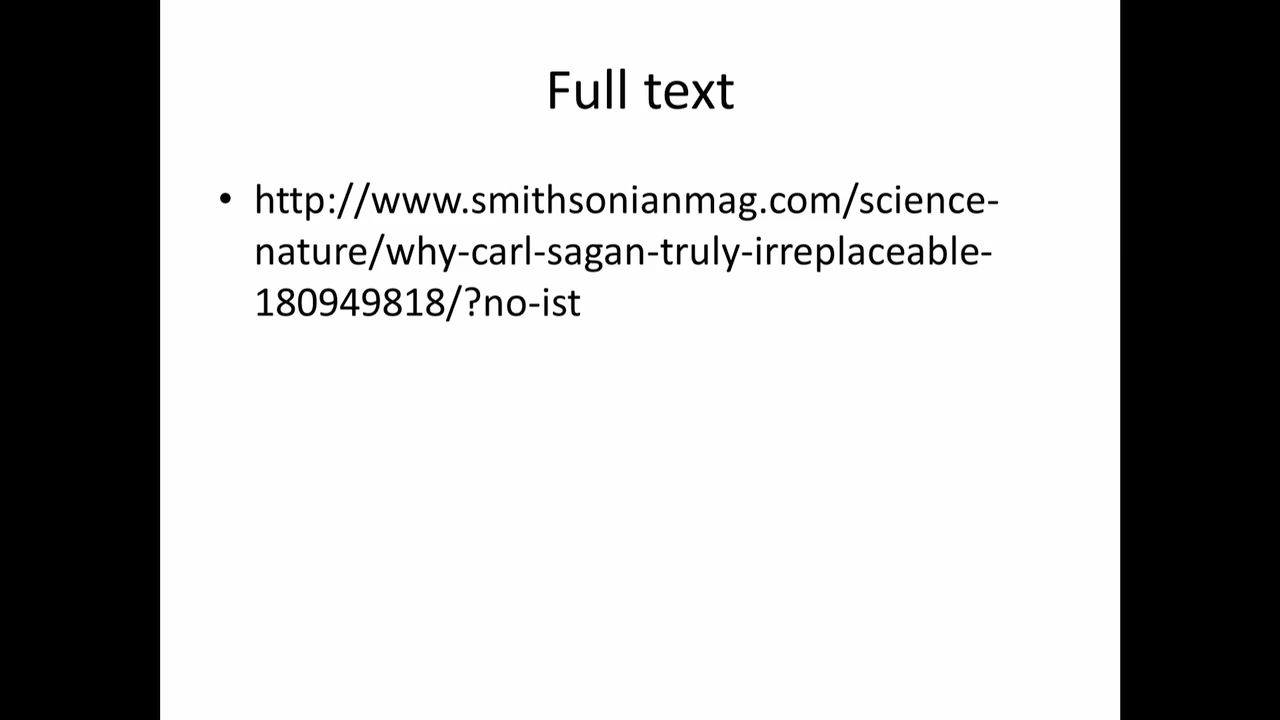 Full text
• http://www.smithsonianmag.com/science-
nature/why-carl-sagan-truly-irreplaceable-
180949818/?no-ist